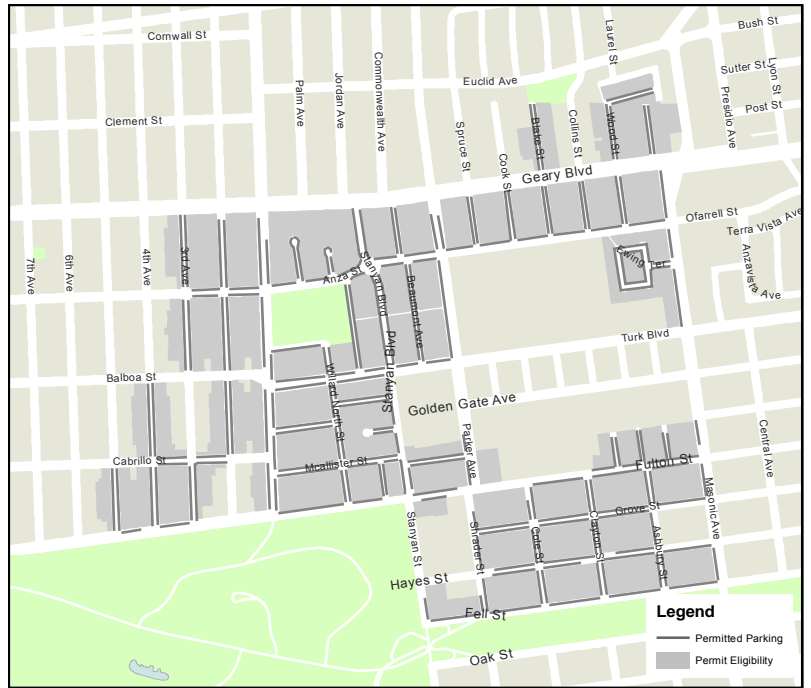 Bush St
Cornwall St
Laurel St
Sutter St
Lyon St
Euclid Ave
Commonwealth Ave
Jordan Ave
Palm Ave
Presidio Ave
Post St
Clement St
Spruce St
Cook St
Blake St
Collins St
Wood St
Geary Blvd
Ofarrell St
Terra Vista Ave
7th Ave
6th Ave
4th Ave
3rd Ave
Anza St
Stanyan Blvd
Beaumont Ave
Ewing Ter
Anzavista Ave
Turk Blvd
Stanyan Blvd
Balboa St
Willard North St
Golden Gate Ave
Parker Ave
Central Ave
Cabrillo St
Mcallister St
Fulton St
Masonic Ave
Grove St
Stanyan St
Shrader St
Cole St
Clayton St
Ashbury St
Hayes St
Fell St
Oak St
Legend
Permitted Parking
Permit Eligibility